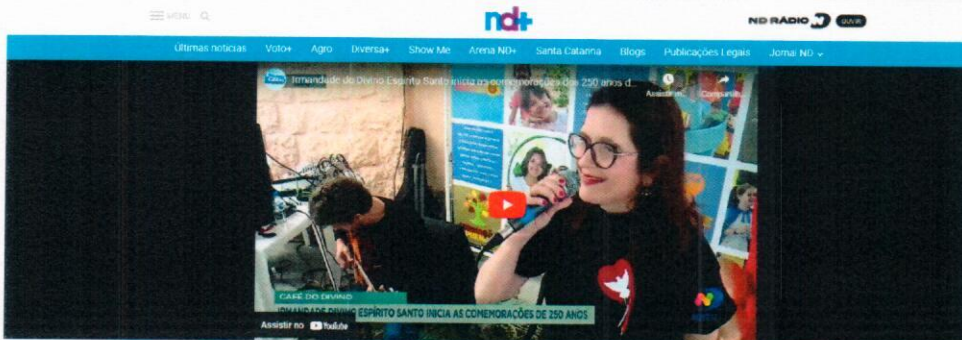 MENU
nd+
ND RÁDIO N OUVIR
Últimas notícias Voto+ Agro Diversa+ Show Me Arena ND+ Santa Catarina Blogs Publicações Legais Jornal ND
Irmandade do Divino Espírito Santo inicia as comemorações dos 250 anos d...
Assistir m... Compartilh...
CAFÉ DO DIVINO
IRMANDADE DIVINO ESPÍRITO SANTO INICIA AS COMEMORAÇÕES DE 250 ANOS
Assistir no YouTube